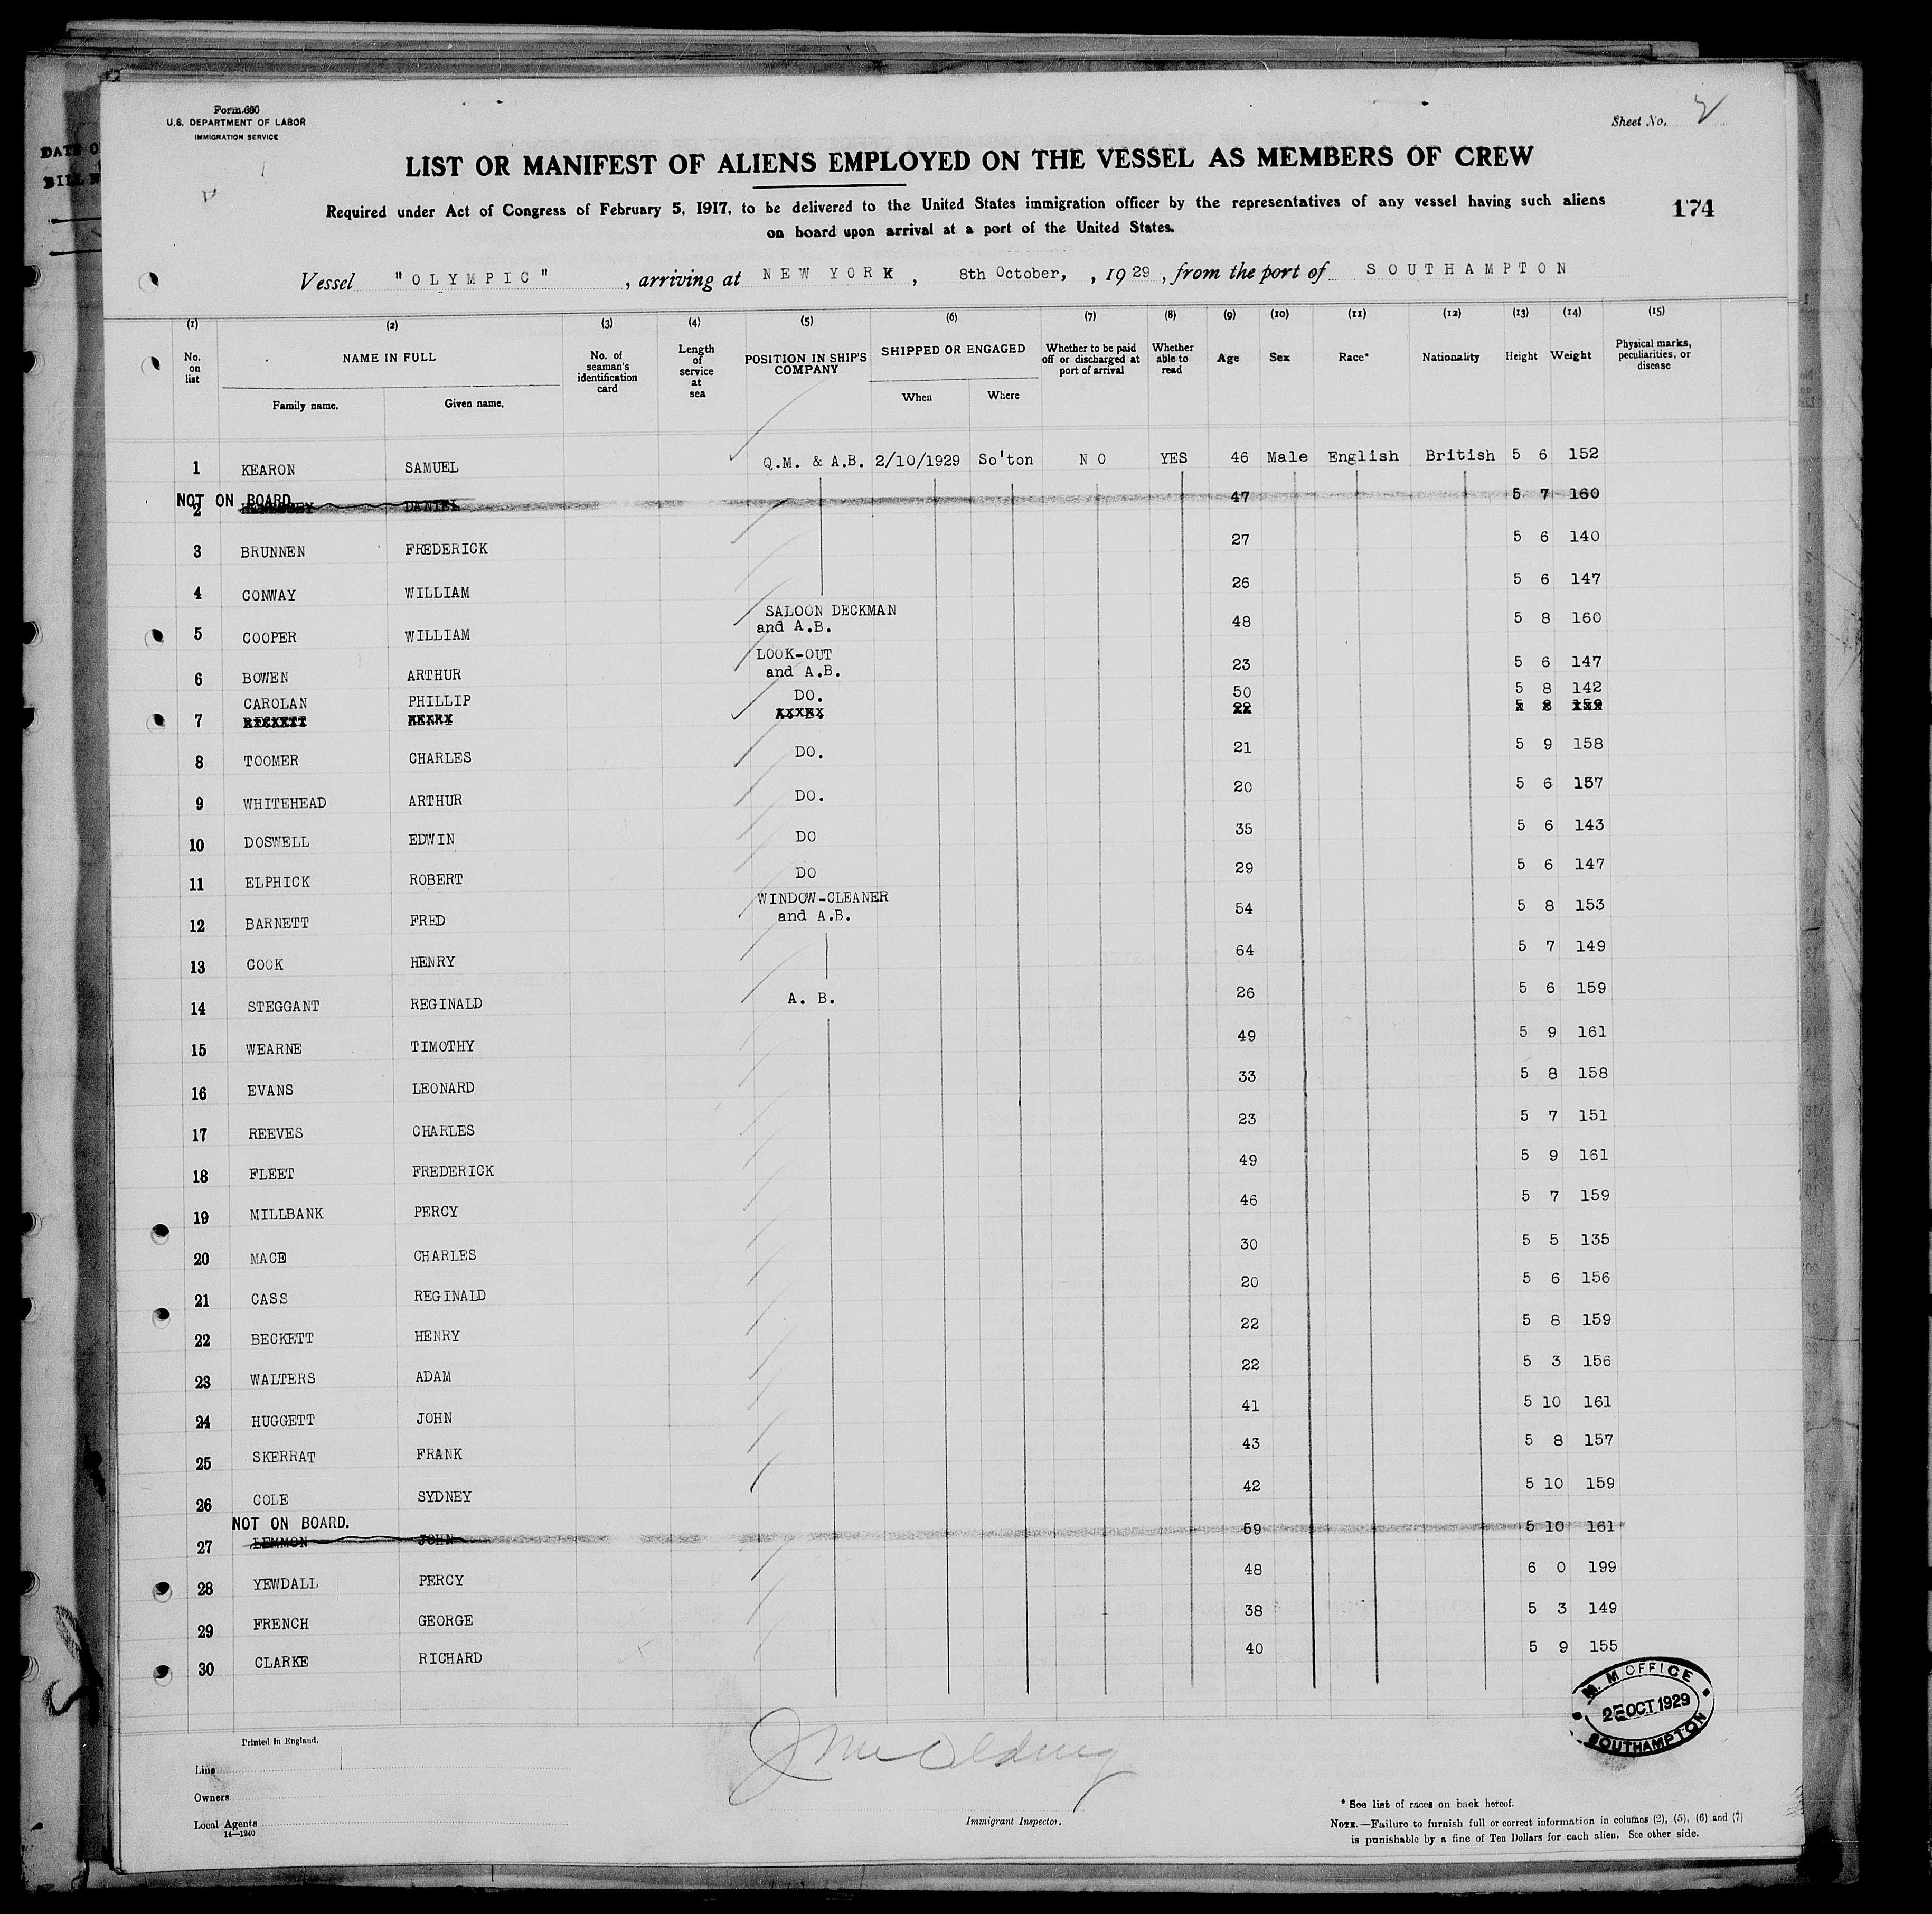 Form 680
U.S. DEPARTMENT OF LABOR
IMMIGRATION SERVICE
Sheet No. 2
LIST OR MANIFEST OF ALIENS EMPLOYED ON THE VESSEL AS MEMBERS OF CREW
Required under Act of Congress of February 5, 1917, to be delivered to the United States immigration officer by the representatives of any vessel having such aliens
on board upon arrival at a port of the United States.
174
Vessel "OLYMPIC", arriving at NEW YORK, 8th October, , 1929, from the port of SOUTHAMPTON
(1) (2) (3) (4) (5) (6) (7) (8) (9) (10) (11) (12) (13) (14) (15)
No. on list NAME IN FULL No. of seaman's identification card Length of service at sea POSITION IN SHIP'S COMPANY SHIPPED OR ENGAGED Whether to be paid off or discharged at port of arrival Whether able to read Age Sex Race* Nationality Height Weight Physical marks, peculiarities, or disease
Family name. Given name. When Where
1 KEARON SAMUEL Q.M. & A.B. 2/10/1929 So'ton NO YES 46 Male English British 5 6 152
NOT ON BOARD
2 DANIEL 47 5 7 160
3 BRUNNEN FREDERICK 27 5 6 140
4 CONWAY WILLIAM 26 5 6 147
5 COOPER WILLIAM SALOON DECKMAN and A.B. 48 5 8 160
6 BOWEN ARTHUR LOOK-OUT and A.B. 23 5 6 147
CAROLAN PHILLIP DO. 50 5 8 142
7 BECKETT HENRY 22 5 8 159
8 TOOMER CHARLES DO. 21 5 9 158
9 WHITEHEAD ARTHUR DO. 20 5 6 157
10 DOSWELL EDWIN DO 35 5 6 143
11 ELPHICK ROBERT DO 29 5 6 147
12 BARNETT FRED WINDOW-CLEANER and A.B. 54 5 8 153
13 COOK HENRY 64 5 7 149
14 STEGGANT REGINALD A. B. 26 5 6 159
15 WEARNE TIMOTHY 49 5 9 161
16 EVANS LEONARD 33 5 8 158
17 REEVES CHARLES 23 5 7 151
18 FLEET FREDERICK 49 5 9 161
19 MILLBANK PERCY 46 5 7 159
20 MACE CHARLES 30 5 5 135
21 CASS REGINALD 20 5 6 156
22 BECKETT HENRY 22 5 8 159
23 WALTERS ADAM 22 5 3 156
24 HUGGETT JOHN 41 5 10 161
25 SKERRAT FRANK 43 5 8 157
26 COLE SYDNEY 42 5 10 159
NOT ON BOARD.
27 LEMMON JOHN 59 5 10 161
28 YEWDALL PERCY 48 6 0 199
29 FRENCH GEORGE 38 5 3 149
30 CLARKE RICHARD 40 5 9 155
M. M OFFICE
2 OCT 1929
SOUTHAMPTON
Printed in England.
Line
Owners
Local Agents
14—1240
Immigrant Inspector.
* See list of races on back hereof.
NOTE.—Failure to furnish full or correct information in columns (2), (5), (6) and (7)
is punishable by a fine of Ten Dollars for each alien. See other side.